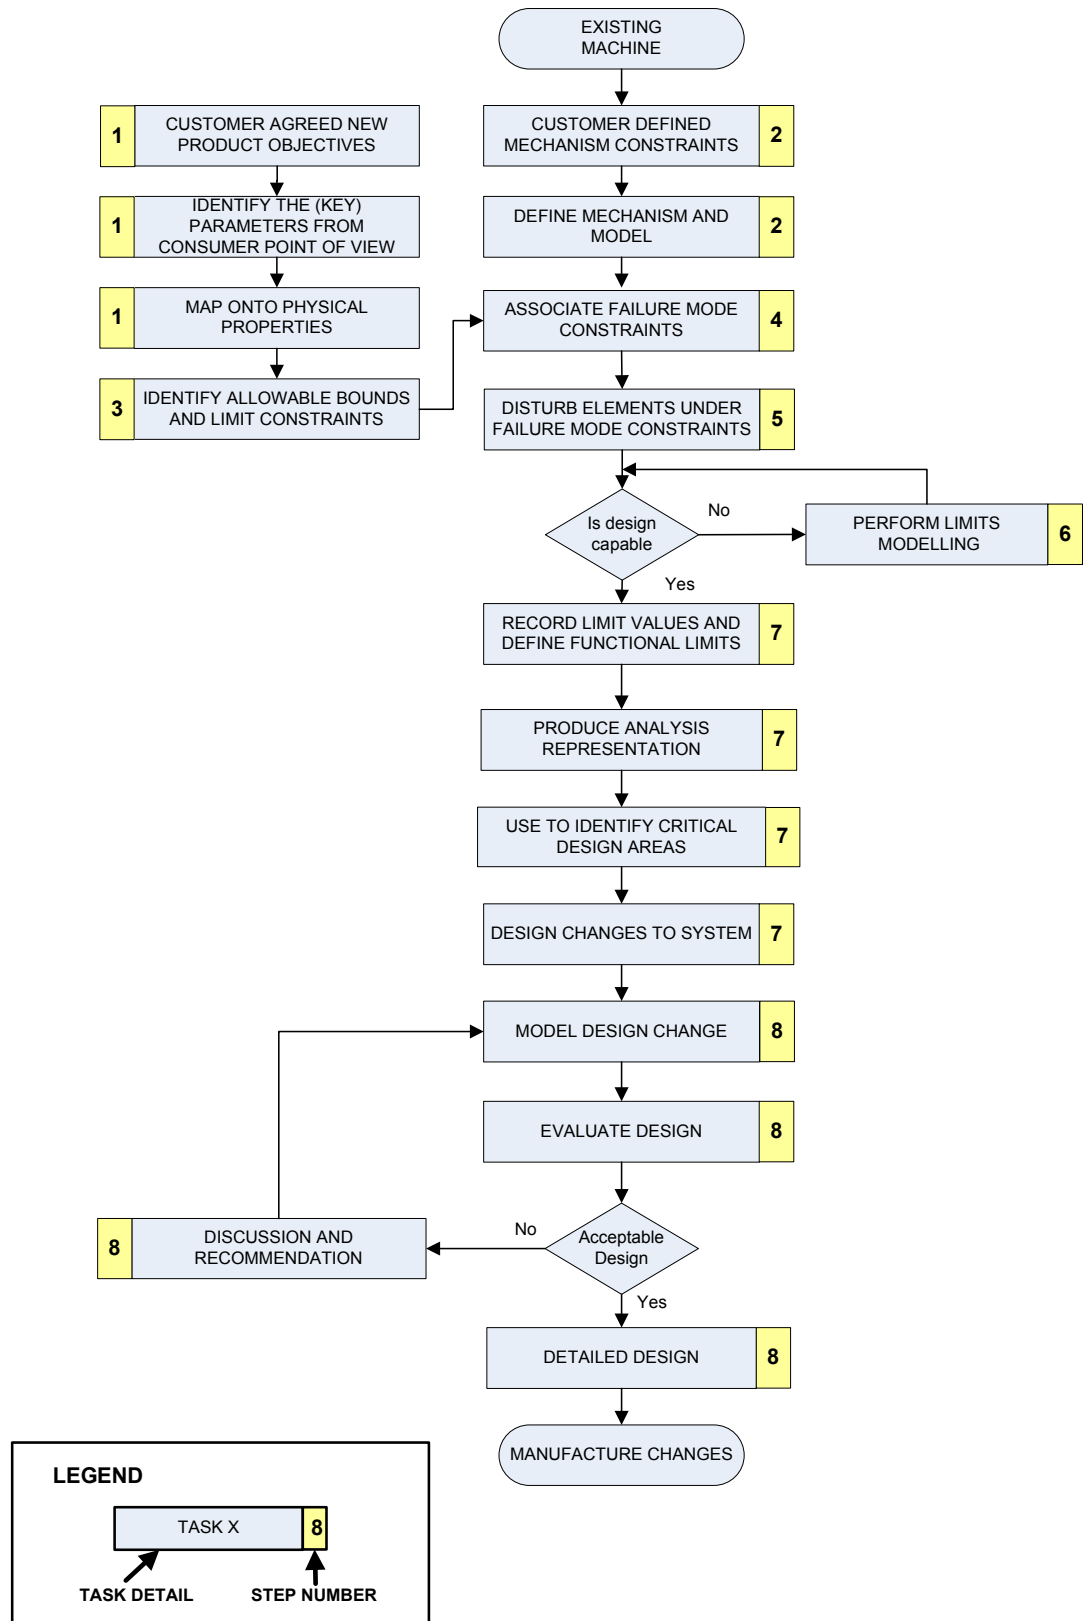 EXISTING
MACHINE
1
CUSTOMER AGREED NEW
PRODUCT OBJECTIVES
CUSTOMER DEFINED
MECHANISM CONSTRAINTS
2
1
IDENTIFY THE (KEY)
PARAMETERS FROM
CONSUMER POINT OF VIEW
DEFINE MECHANISM AND
MODEL
2
1
MAP ONTO PHYSICAL
PROPERTIES
ASSOCIATE FAILURE MODE
CONSTRAINTS
4
3
IDENTIFY ALLOWABLE BOUNDS
AND LIMIT CONSTRAINTS
DISTURB ELEMENTS UNDER
FAILURE MODE CONSTRAINTS
5
Is design
capable
No
PERFORM LIMITS
MODELLING
6
Yes
RECORD LIMIT VALUES AND
DEFINE FUNCTIONAL LIMITS
7
PRODUCE ANALYSIS
REPRESENTATION
7
USE TO IDENTIFY CRITICAL
DESIGN AREAS
7
DESIGN CHANGES TO SYSTEM
7
MODEL DESIGN CHANGE
8
EVALUATE DESIGN
8
8
DISCUSSION AND
RECOMMENDATION
No
Acceptable
Design
Yes
DETAILED DESIGN
8
MANUFACTURE CHANGES
LEGEND
TASK X
8
TASK DETAIL
STEP NUMBER